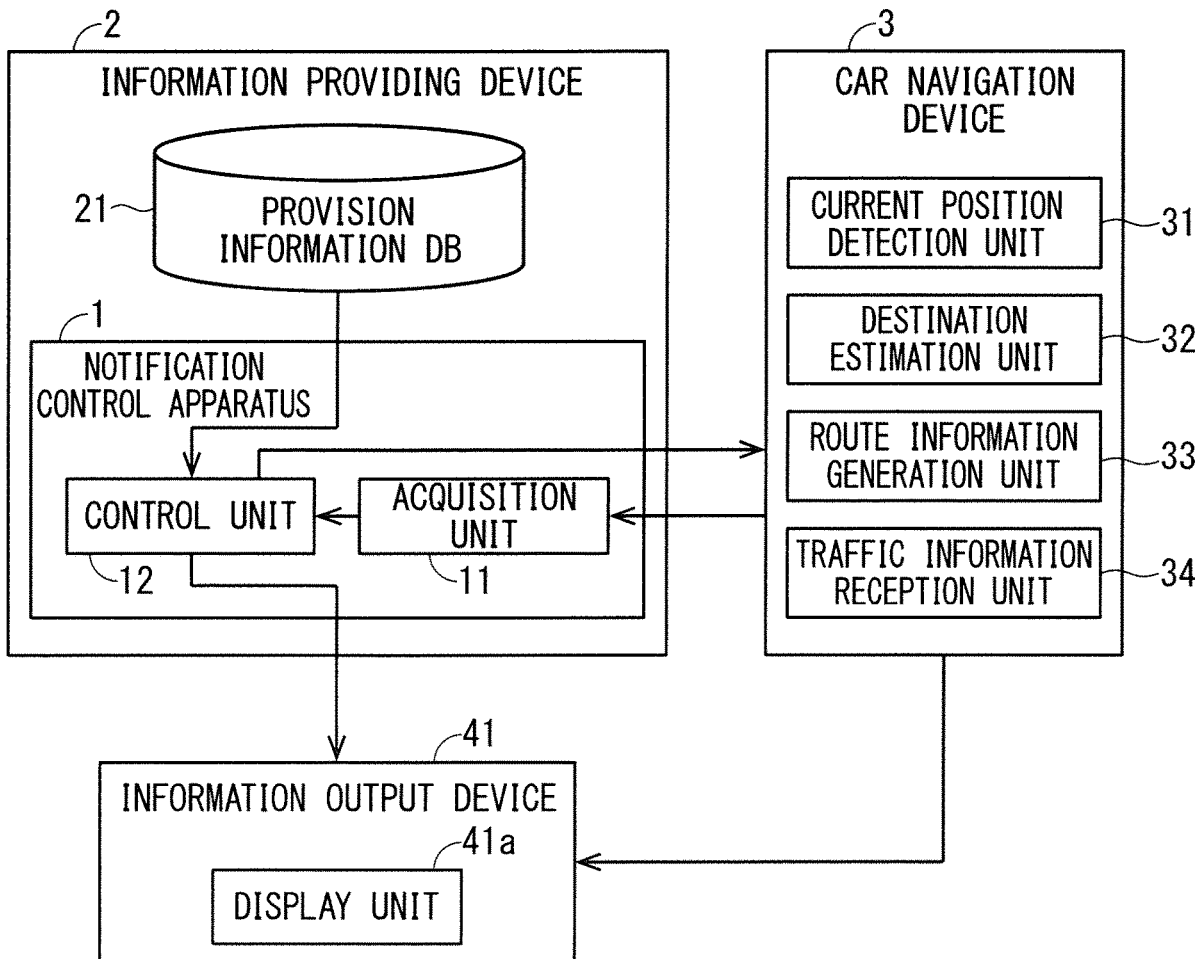 2
INFORMATION PROVIDING DEVICE
21
PROVISION
INFORMATION DB
1
NOTIFICATION
CONTROL APPARATUS
CONTROL UNIT
12
ACQUISITION
UNIT
11
3
CAR NAVIGATION
DEVICE
CURRENT POSITION
DETECTION UNIT
31
DESTINATION
ESTIMATION UNIT
32
ROUTE INFORMATION
GENERATION UNIT
33
TRAFFIC INFORMATION
RECEPTION UNIT
34
41
INFORMATION OUTPUT DEVICE
41a
DISPLAY UNIT